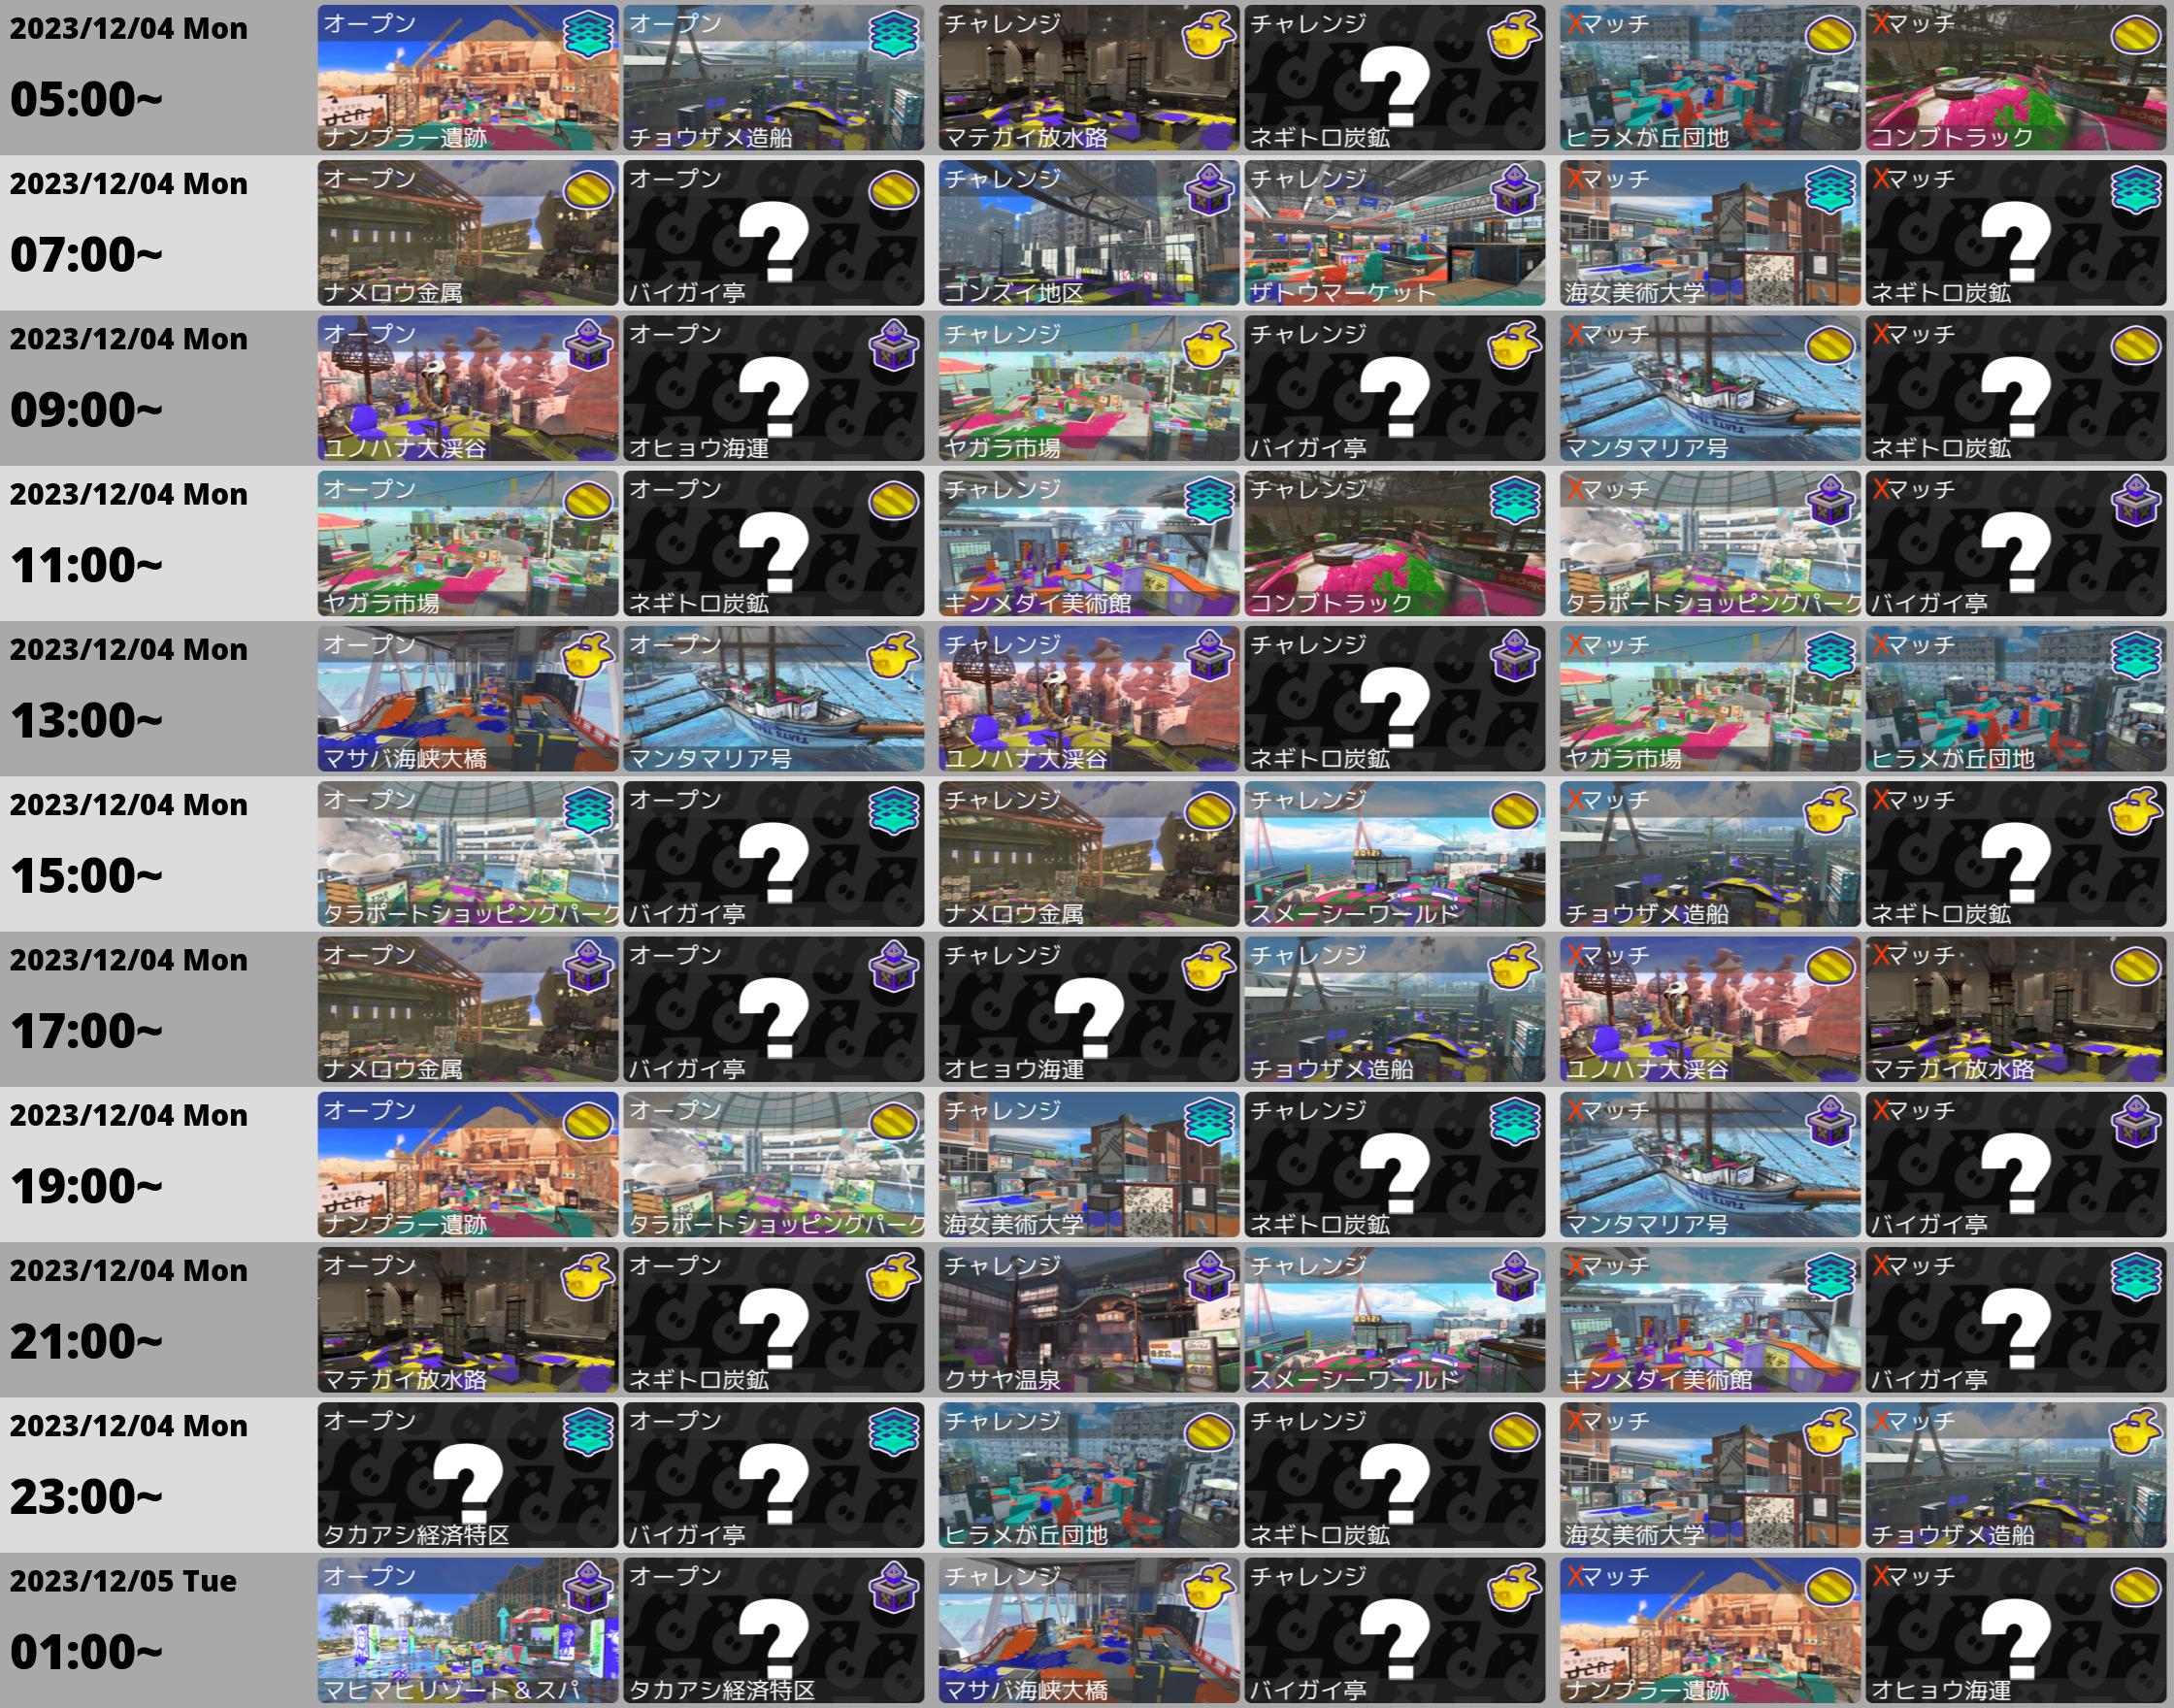 2023/12/04 Mon
05:00~
オープン
ナンプラー遺跡
オープン
チョウザメ造船
チャレンジ
マテガイ放水路
チャレンジ
ネギトロ炭鉱
Xマッチ
ヒラメが丘団地
Xマッチ
コンブトラック
2023/12/04 Mon
07:00~
オープン
ナメロウ金属
オープン
バイガイ亭
チャレンジ
ゴンズイ地区
チャレンジ
ザトウマーケット
Xマッチ
海女美術大学
Xマッチ
ネギトロ炭鉱
2023/12/04 Mon
09:00~
オープン
ユノハナ大渓谷
オープン
オヒョウ海運
チャレンジ
ヤガラ市場
チャレンジ
バイガイ亭
Xマッチ
マンタマリア号
Xマッチ
ネギトロ炭鉱
2023/12/04 Mon
11:00~
オープン
ヤガラ市場
オープン
ネギトロ炭鉱
チャレンジ
キンメダイ美術館
チャレンジ
コンブトラック
Xマッチ
タラポートショッピングパーク
Xマッチ
バイガイ亭
2023/12/04 Mon
13:00~
オープン
マサバ海峡大橋
オープン
マンタマリア号
チャレンジ
ユノハナ大渓谷
チャレンジ
ネギトロ炭鉱
Xマッチ
ヤガラ市場
Xマッチ
ヒラメが丘団地
2023/12/04 Mon
15:00~
オープン
タラポートショッピングパーク
オープン
バイガイ亭
チャレンジ
ナメロウ金属
チャレンジ
スメーシーワールド
Xマッチ
チョウザメ造船
Xマッチ
ネギトロ炭鉱
2023/12/04 Mon
17:00~
オープン
ナメロウ金属
オープン
バイガイ亭
チャレンジ
オヒョウ海運
チャレンジ
チョウザメ造船
Xマッチ
ユノハナ大渓谷
Xマッチ
マテガイ放水路
2023/12/04 Mon
19:00~
オープン
ナンプラー遺跡
オープン
タラポートショッピングパーク
チャレンジ
海女美術大学
チャレンジ
ネギトロ炭鉱
Xマッチ
マンタマリア号
Xマッチ
バイガイ亭
2023/12/04 Mon
21:00~
オープン
マテガイ放水路
オープン
ネギトロ炭鉱
チャレンジ
クサヤ温泉
チャレンジ
スメーシーワールド
Xマッチ
キンメダイ美術館
Xマッチ
バイガイ亭
2023/12/04 Mon
23:00~
オープン
タカアシ経済特区
オープン
バイガイ亭
チャレンジ
ヒラメが丘団地
チャレンジ
ネギトロ炭鉱
Xマッチ
海女美術大学
Xマッチ
チョウザメ造船
2023/12/05 Tue
01:00~
オープン
マヒマヒリゾート&スパ
オープン
タカアシ経済特区
チャレンジ
マサバ海峡大橋
チャレンジ
バイガイ亭
Xマッチ
ナンプラー遺跡
Xマッチ
オヒョウ海運